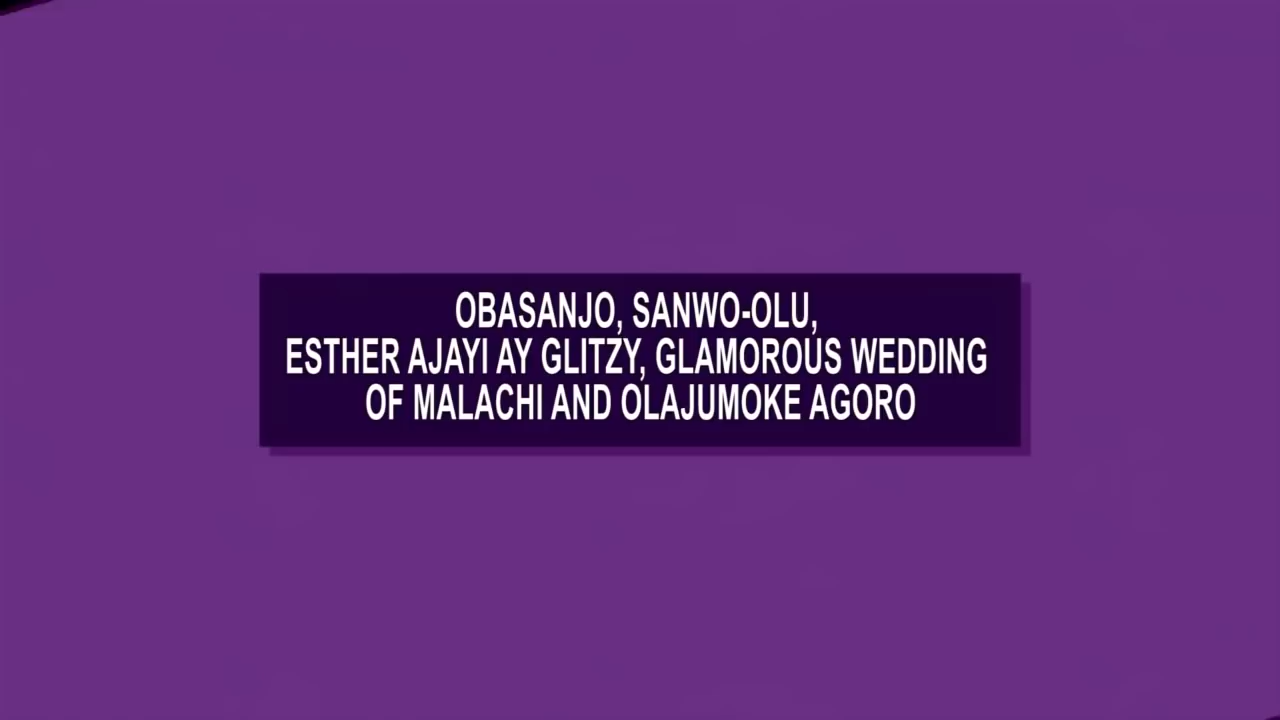 OBASANJO, SANWO-OLU,
ESTHER AJAYI AY GLITZY, GLAMOROUS WEDDING
OF MALACHI AND OLAJUMOKE AGORO